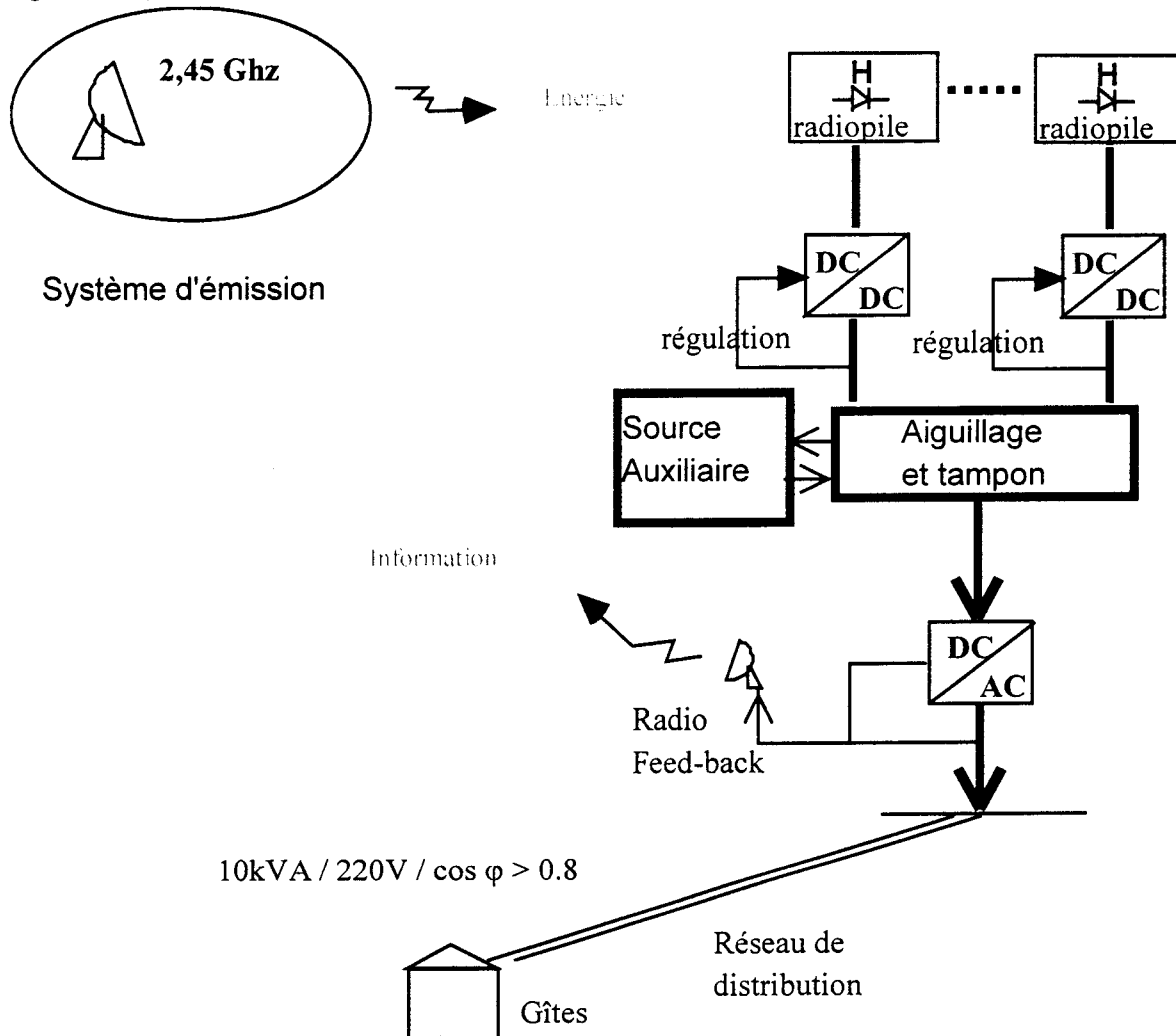 2,45 Ghz
Energie
H
radiopile
H
radiopile
Système d'émission
DC
DC
régulation
DC
DC
régulation
Source
Auxiliaire
Aiguillage
et tampon
Information
DC
AC
Radio
Feed-back
10kVA / 220V / cos φ > 0.8
Réseau de
distribution
Gîtes